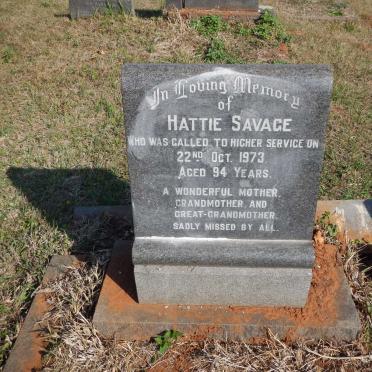 In Loving Memory
of
HATTIE SAVAGE
WHO WAS CALLED TO HIGHER SERVICE ON
22ND OCT. 1973
AGED 94 YEARS.
A WONDERFUL MOTHER,
GRANDMOTHER, AND
GREAT-GRANDMOTHER.
SADLY MISSED BY ALL.